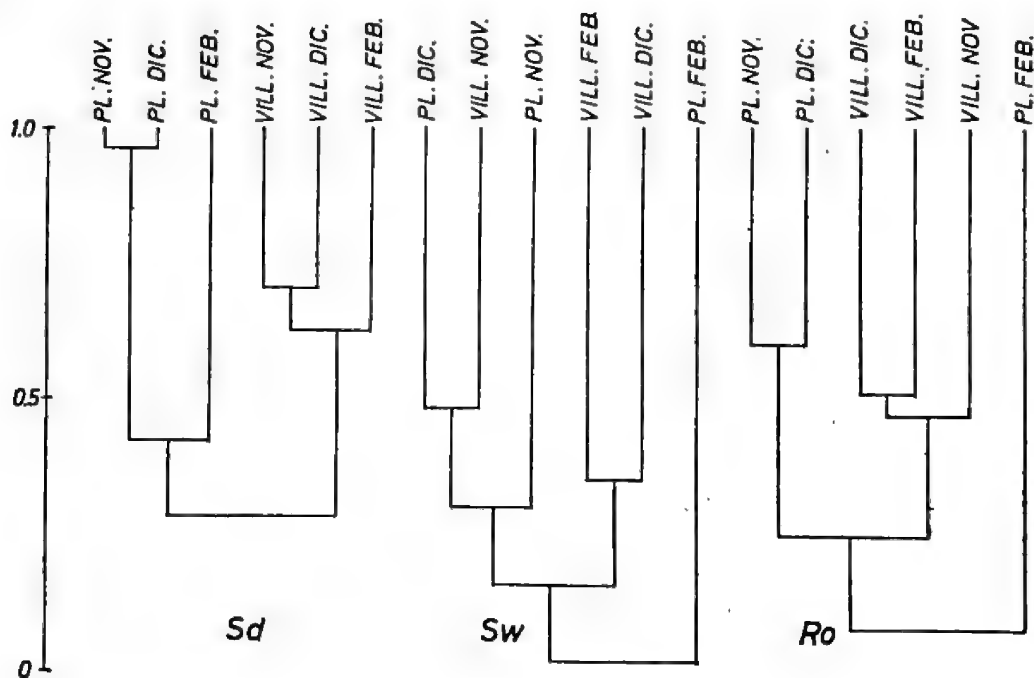 PL. NOV.
PL. DIC.
PL. FEB.
VILL. NOV.
VILL. DIC.
VILL. FEB.
PL. DIC.
VILL. NOV.
PL. NOV.
VILL. FEB
VILL. DIC.
PL. FEB.
PL. NOV.
PL. DIC.
VILL. DIC.
VILL. FEB.
VILL. NOV
PL. FEB.
1.0
0.5
0
Sd
Sw
Ro